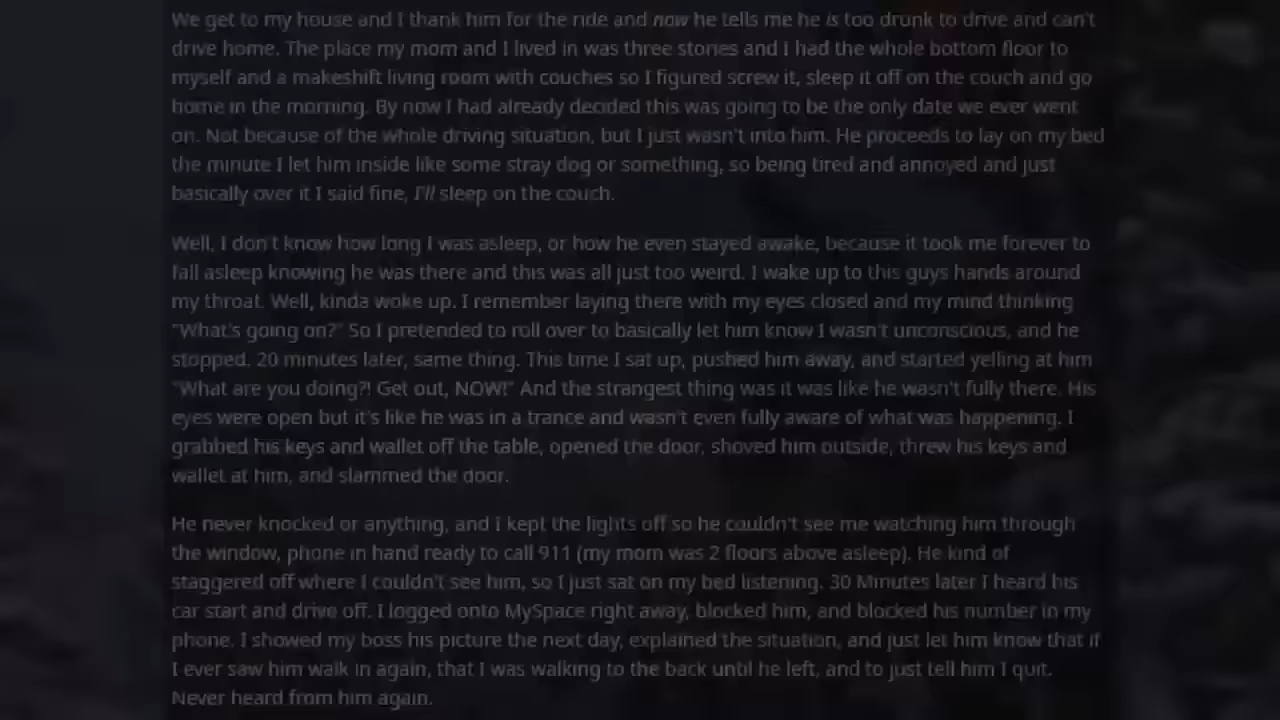 We get to my house and I thank him for the ride and now he tells me he is too drunk to drive and can't
drive home. The place my mom and I lived in was three stories and I had the whole bottom floor to
myself and a makeshift living room with couches so I figured screw it, sleep it off on the couch and go
home in the morning. By now I had already decided this was going to be the only date we ever went
on. Not because of the whole driving situation, but I just wasn't into him. He proceeds to lay on my bed
the minute I let him inside like some stray dog or something, so being tired and annoyed and just
basically over it I said fine, I'll sleep on the couch.
Well, I don't know how long I was asleep, or how he even stayed awake, because it took me forever to
fall asleep knowing he was there and this was all just too weird. I wake up to this guys hands around
my throat. Well, kinda woke up. I remember laying there with my eyes closed and my mind thinking
"What's going on?" So I pretended to roll over to basically let him know I wasn't unconscious, and he
stopped. 20 minutes later, same thing. This time I sat up, pushed him away, and started yelling at him
"What are you doing?! Get out, NOW!" And the strangest thing was it was like he wasn't fully there. His
eyes were open but it's like he was in a trance and wasn't even fully aware of what was happening. I
grabbed his keys and wallet off the table, opened the door, shoved him outside, threw his keys and
wallet at him, and slammed the door.
He never knocked or anything, and I kept the lights off so he couldn't see me watching him through
the window, phone in hand ready to call 911 (my mom was 2 floors above asleep). He kind of
staggered off where I couldn't see him, so I just sat on my bed listening. 30 Minutes later I heard his
car start and drive off. I logged onto MySpace right away, blocked him, and blocked his number in my
phone. I showed my boss his picture the next day, explained the situation, and just let him know that if
I ever saw him walk in again, that I was walking to the back until he left, and to just tell him I quit.
Never heard from him again.